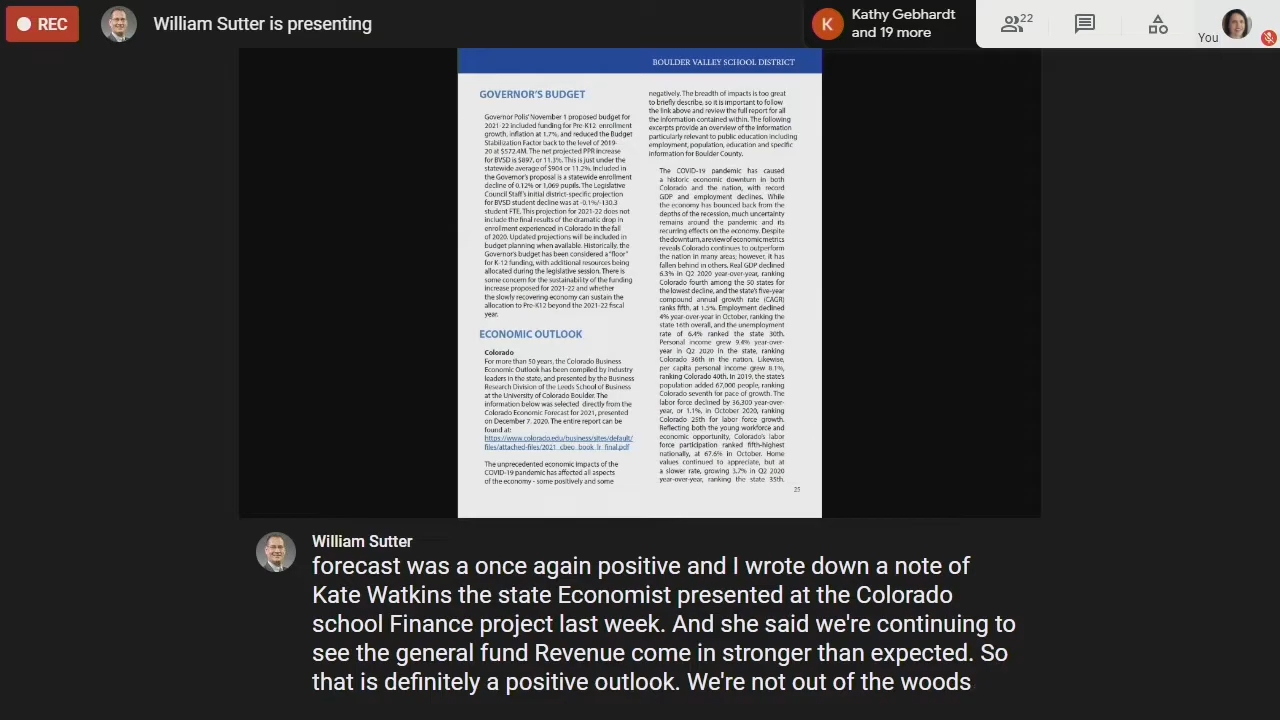 REC
William Sutter is presenting
K
Kathy Gebhardt
and 19 more
22
You
BOULDER VALLEY SCHOOL DISTRICT
GOVERNOR'S BUDGET
Governor Polis' November 1 proposed budget for
2021-22 included funding for Pre-K12 enrollment
growth, inflation at 1.7%, and reduced the Budget
Stabilization Factor back to the level of 2019-
20 at $572.4M. The net projected PPR increase
for BVSD is $897, or 11.3%. This is just under the
statewide average of $904 or 11.2%. Included in
the Governor's proposal is a statewide enrollment
decline of 0.12% or 1,069 pupils. The Legislative
Council Staff's initial district-specific projection
for BVSD student decline was at -0.1%/-130.3
student FTE. This projection for 2021-22 does not
include the final results of the dramatic drop in
enrollment experienced in Colorado in the fall
of 2020. Updated projections will be included in
budget planning when available. Historically, the
Governor's budget has been considered a "floor"
for K-12 funding, with additional resources being
allocated during the legislative session. There is
some concern for the sustainability of the funding
increase proposed for 2021-22 and whether
the slowly recovering economy can sustain the
allocation to Pre-K12 beyond the 2021-22 fiscal
year.
ECONOMIC OUTLOOK
Colorado
For more than 50 years, the Colorado Business
Economic Outlook has been compiled by industry
leaders in the state, and presented by the Business
Research Division of the Leeds School of Business
at the University of Colorado Boulder. The
information below was selected directly from the
Colorado Economic Forecast for 2021, presented
on December 7, 2020. The entire report can be
found at:
https://www.colorado.edu/business/sites/default/
files/attached-files/2021_cbeo_book_lr_final.pdf
The unprecedented economic impacts of the
COVID-19 pandemic has affected all aspects
of the economy - some positively and some
negatively. The breadth of impacts is too great
to briefly describe, so it is important to follow
the link above and review the full report for all
the information contained within. The following
excerpts provide an overview of the information
particularly relevant to public education including
employment, population, education and specific
information for Boulder County.
The COVID-19 pandemic has caused
a historic economic downturn in both
Colorado and the nation, with record
GDP and employment declines. While
the economy has bounced back from the
depths of the recession, much uncertainty
remains around the pandemic and its
recurring effects on the economy. Despite
the downturn, a review of economic metrics
reveals Colorado continues to outperform
the nation in many areas; however, it has
fallen behind in others. Real GDP declined
6.3% in Q2 2020 year-over-year, ranking
Colorado fourth among the 50 states for
the lowest decline, and the state's five-year
compound annual growth rate (CAGR)
ranks fifth, at 1.5%. Employment declined
4% year-over-year in October, ranking the
state 16th overall, and the unemployment
rate of 6.4% ranked the state 30th.
Personal income grew 9.4% year-over-
year in Q2 2020 in the state, ranking
Colorado 36th in the nation. Likewise,
per capita personal income grew 8.1%,
ranking Colorado 40th. In 2019, the state's
population added 67,000 people, ranking
Colorado seventh for pace of growth. The
labor force declined by 36,300 year-over-
year, or 1.1%, in October 2020, ranking
Colorado 25th for labor force growth.
Reflecting both the young workforce and
economic opportunity, Colorado's labor
force participation ranked fifth-highest
nationally, at 67.6% in October. Home
values continued to appreciate, but at
a slower rate, growing 3.7% in Q2 2020
year-over-year, ranking the state 35th.
25
William Sutter
forecast was a once again positive and I wrote down a note of
Kate Watkins the state Economist presented at the Colorado
school Finance project last week. And she said we're continuing to
see the general fund Revenue come in stronger than expected. So
that is definitely a positive outlook. We're not out of the woods